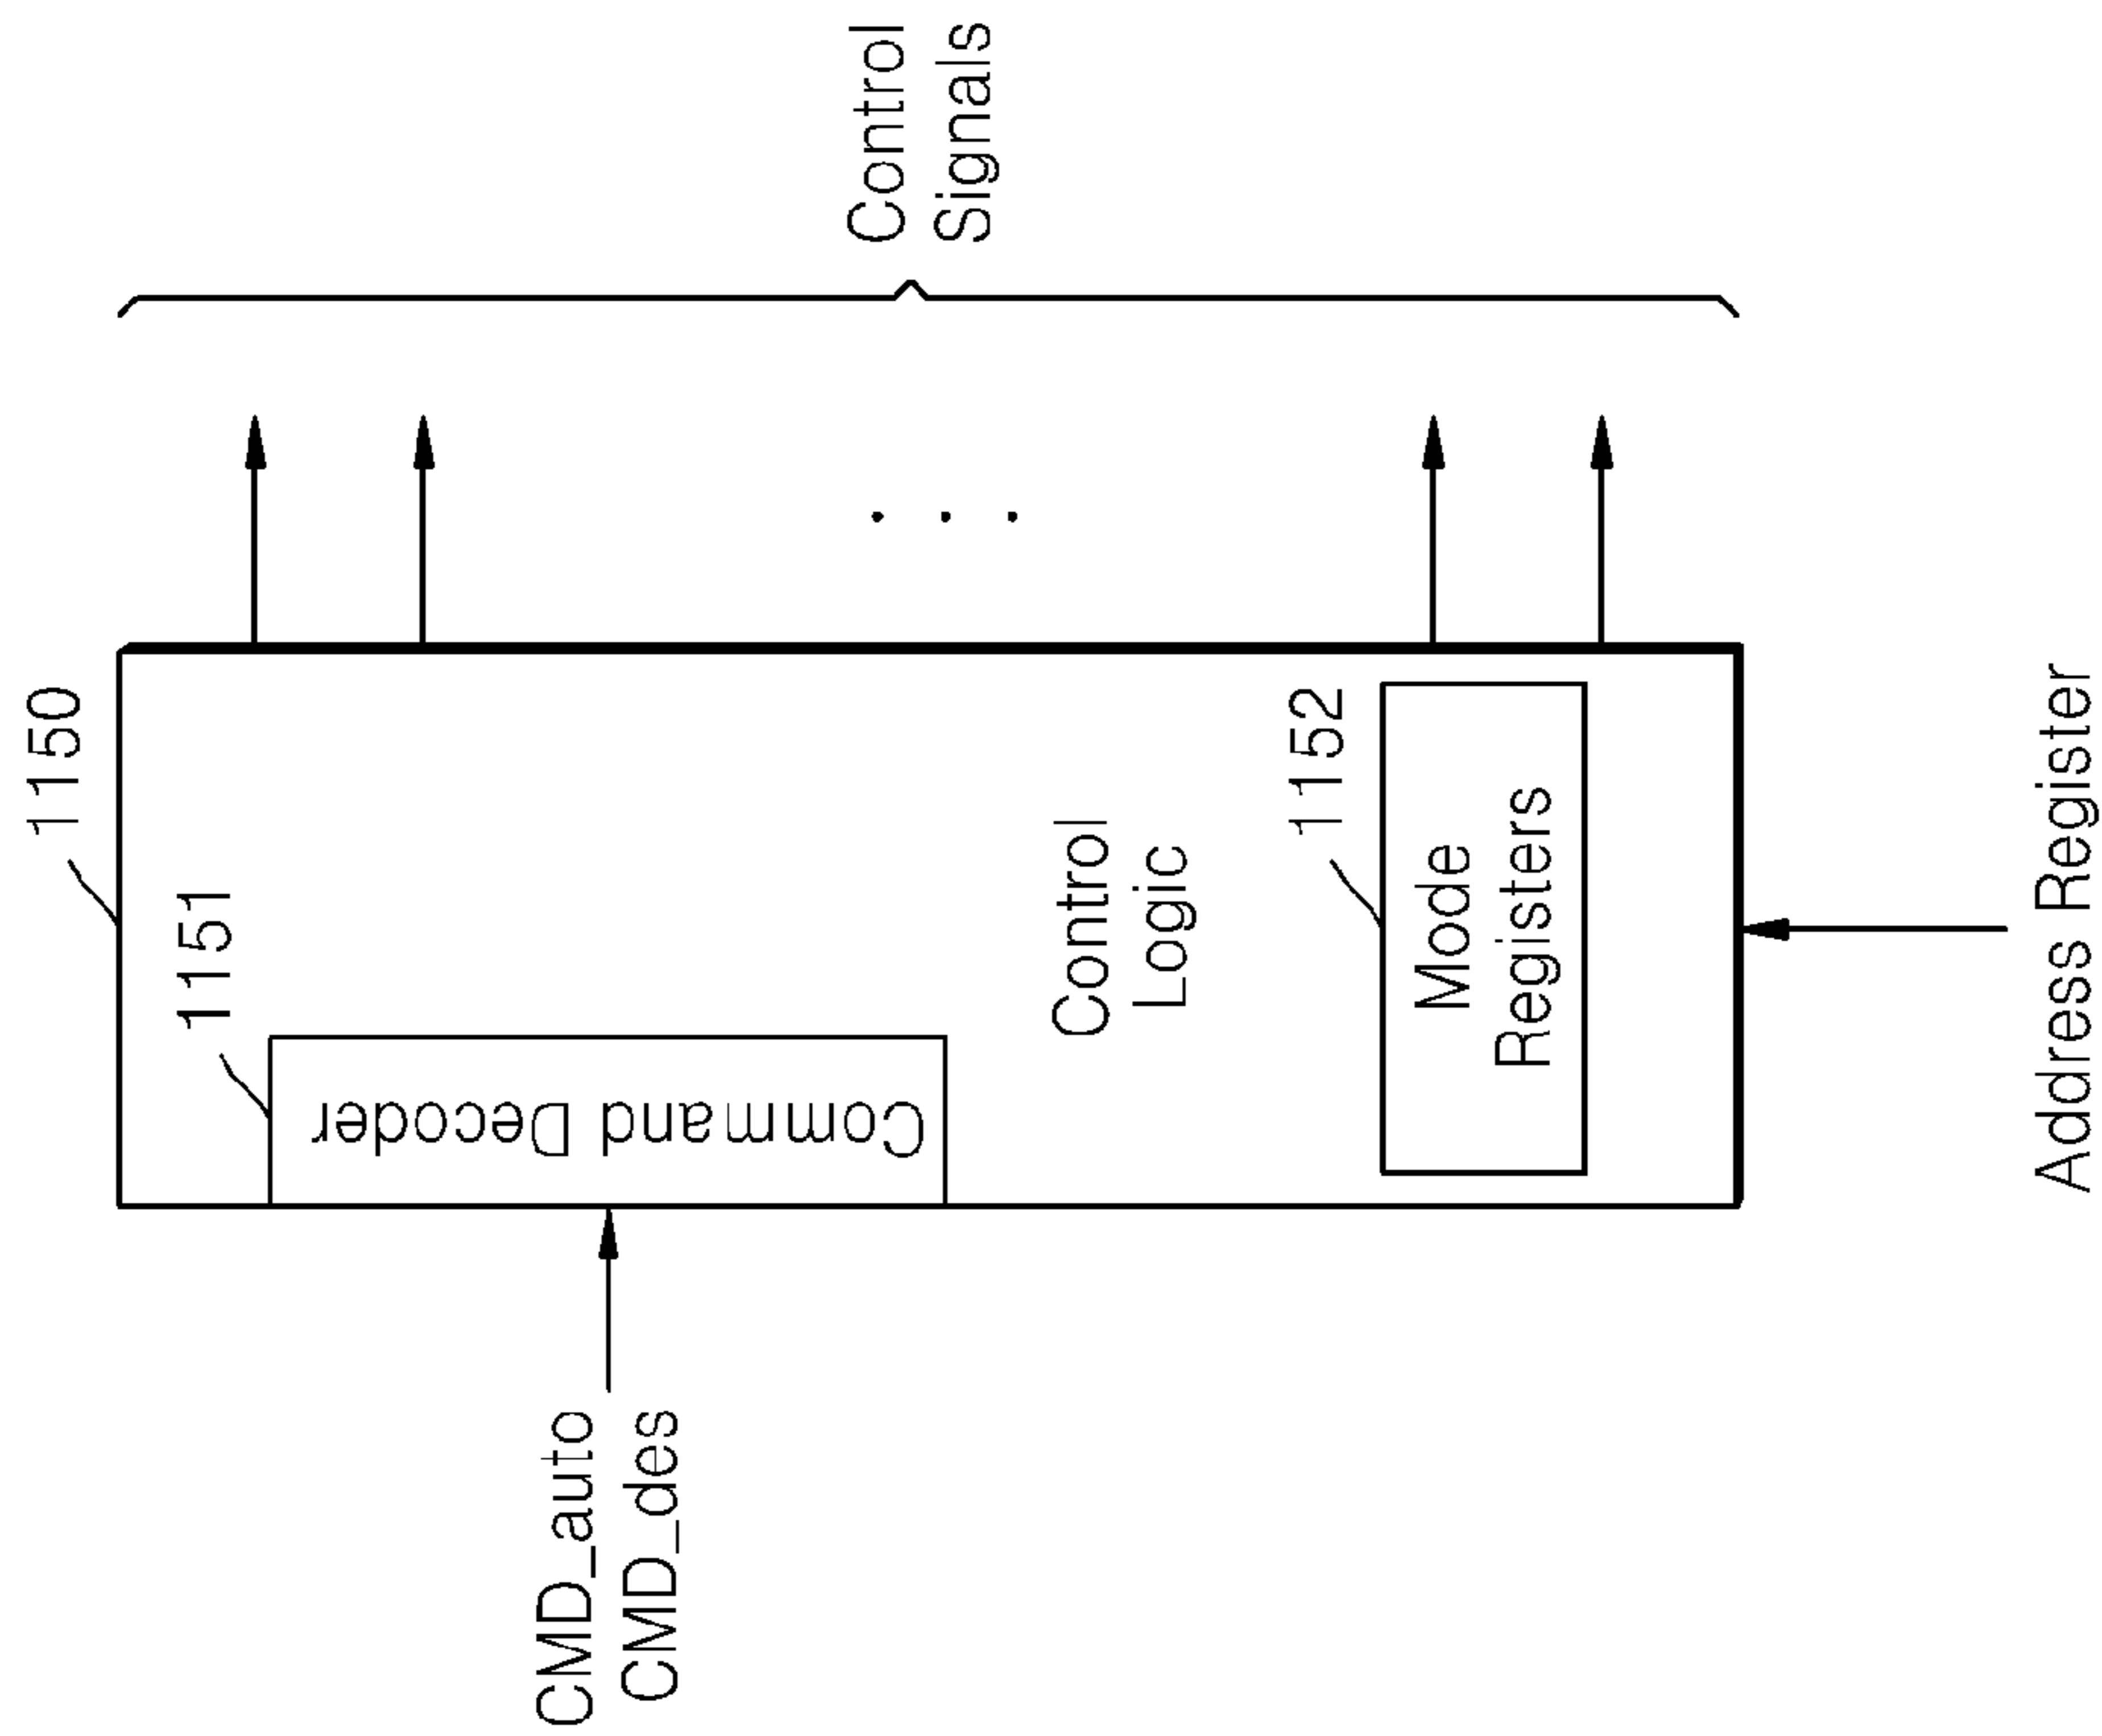 1150
1151
Command Decoder
CMD_auto
CMD_des
Control
Logic
1152
Mode
Registers
Control
Signals
. . .
Address Register